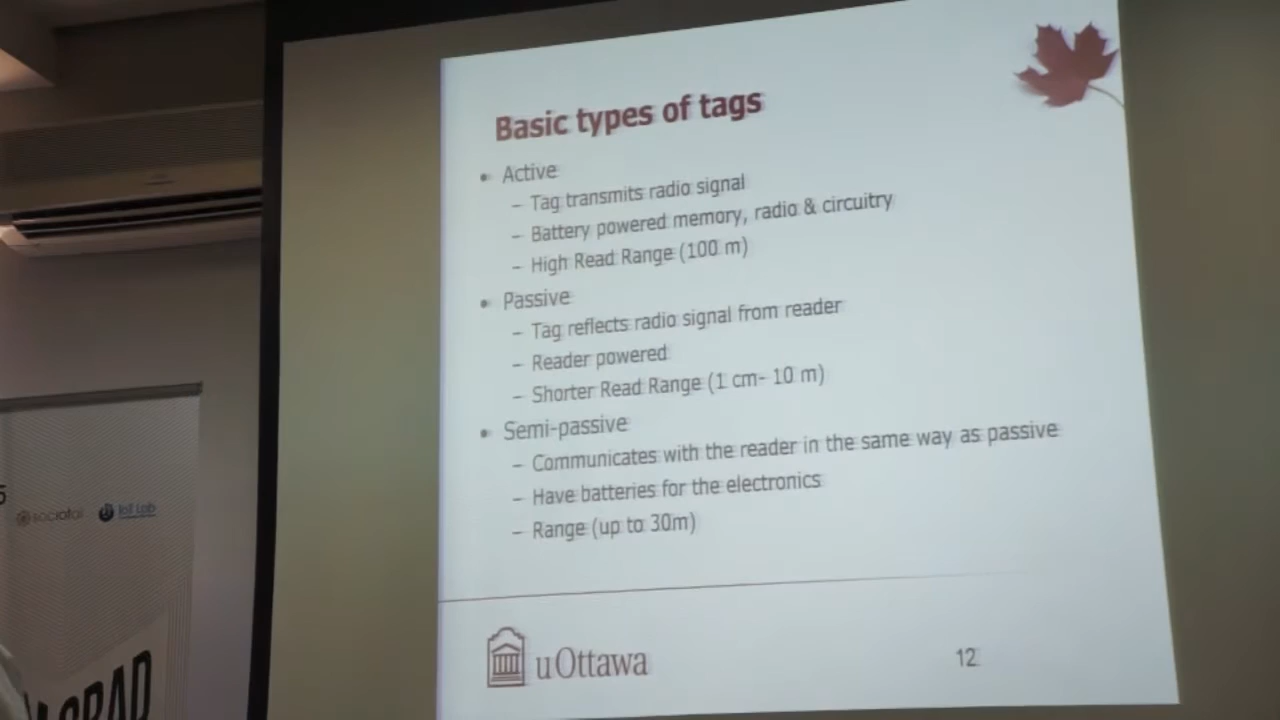 Basic types of tags
• Active
– Tag transmits radio signal
– Battery powered memory, radio & circuitry
– High Read Range (100 m)
• Passive
– Tag reflects radio signal from reader
– Reader powered
– Shorter Read Range (1 cm- 10 m)
• Semi-passive
– Communicates with the reader in the same way as passive
– Have batteries for the electronics
– Range (up to 30m)
uOttawa
12
5
sociotal
IoT Lab